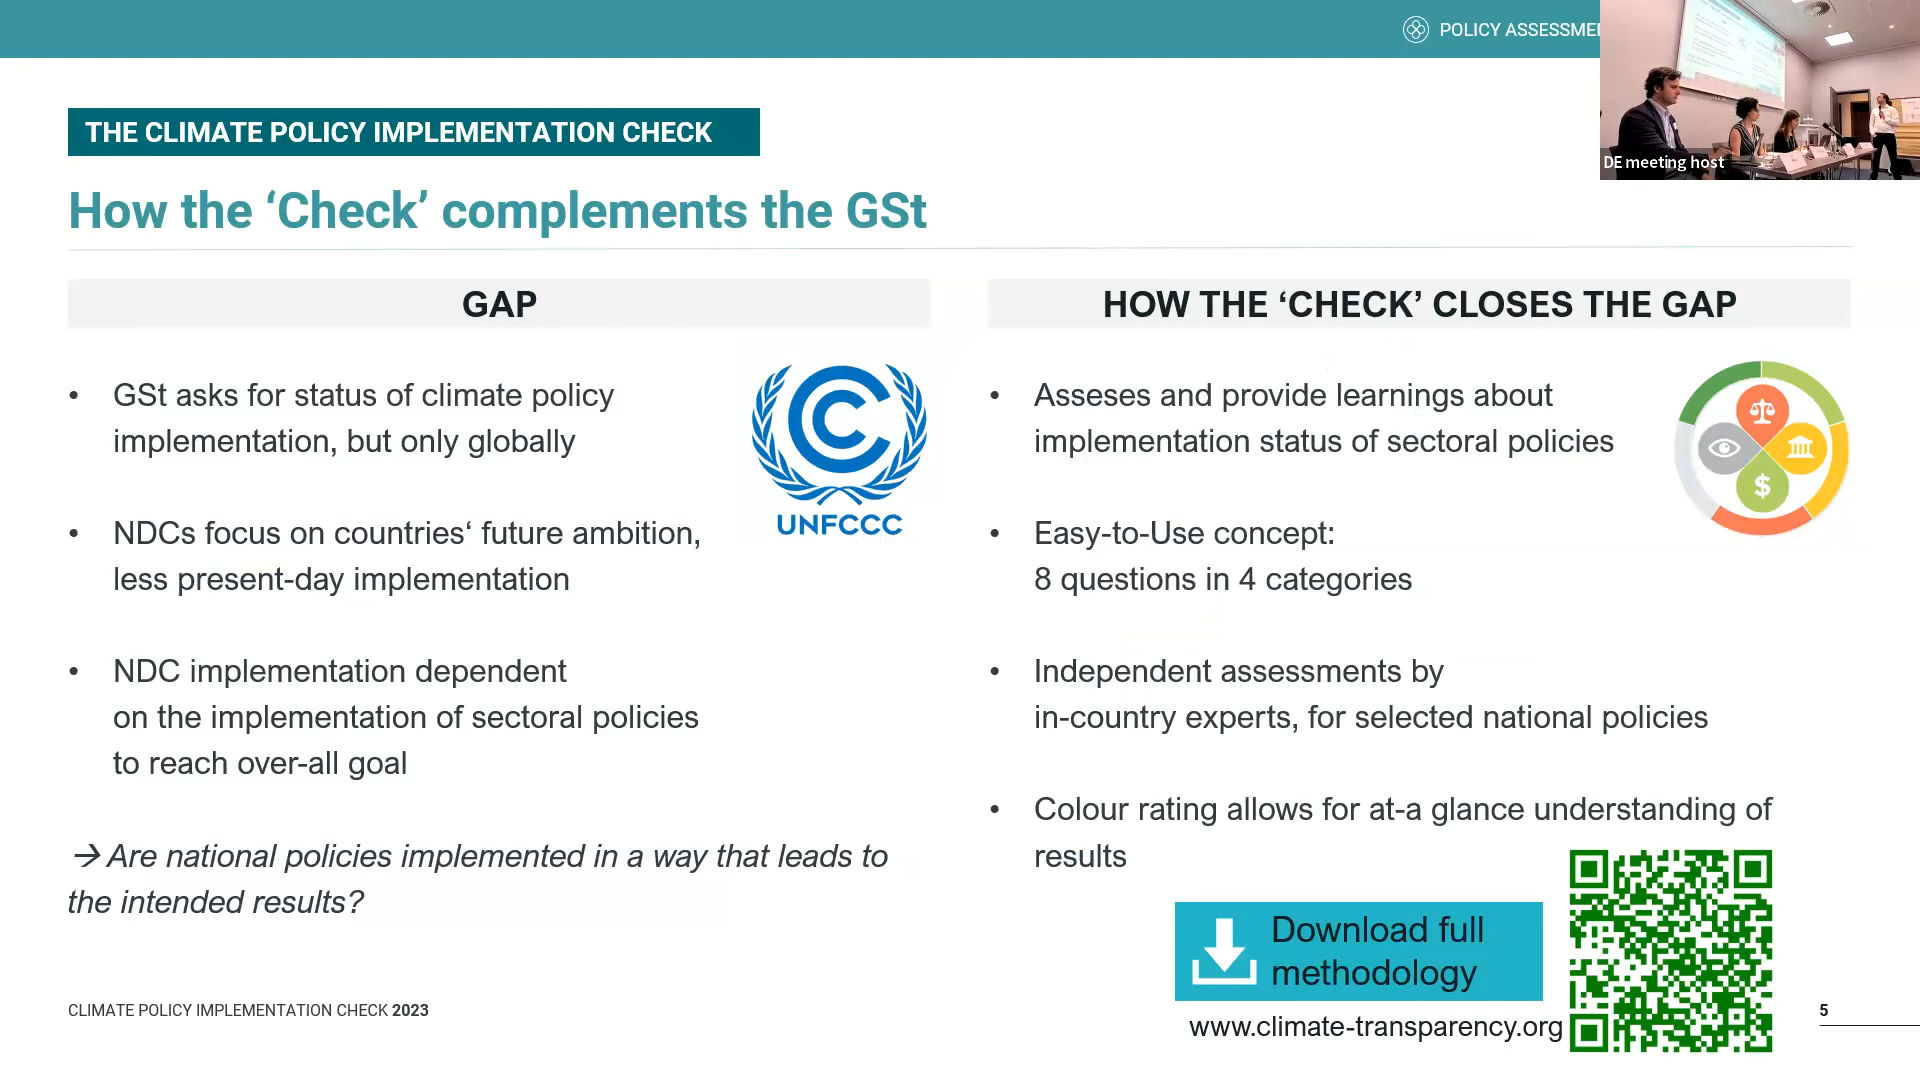 POLICY ASSESSME
DE meeting host
THE CLIMATE POLICY IMPLEMENTATION CHECK
How the ‘Check’ complements the GSt
GAP
• GSt asks for status of climate policy
implementation, but only globally
UNFCCC
• NDCs focus on countries‘ future ambition,
less present-day implementation
• NDC implementation dependent
on the implementation of sectoral policies
to reach over-all goal
→ Are national policies implemented in a way that leads to
the intended results?
HOW THE ‘CHECK’ CLOSES THE GAP
• Asseses and provide learnings about
implementation status of sectoral policies
$
• Easy-to-Use concept:
8 questions in 4 categories
• Independent assessments by
in-country experts, for selected national policies
• Colour rating allows for at-a glance understanding of
results
Download full
methodology
www.climate-transparency.org
CLIMATE POLICY IMPLEMENTATION CHECK 2023
5